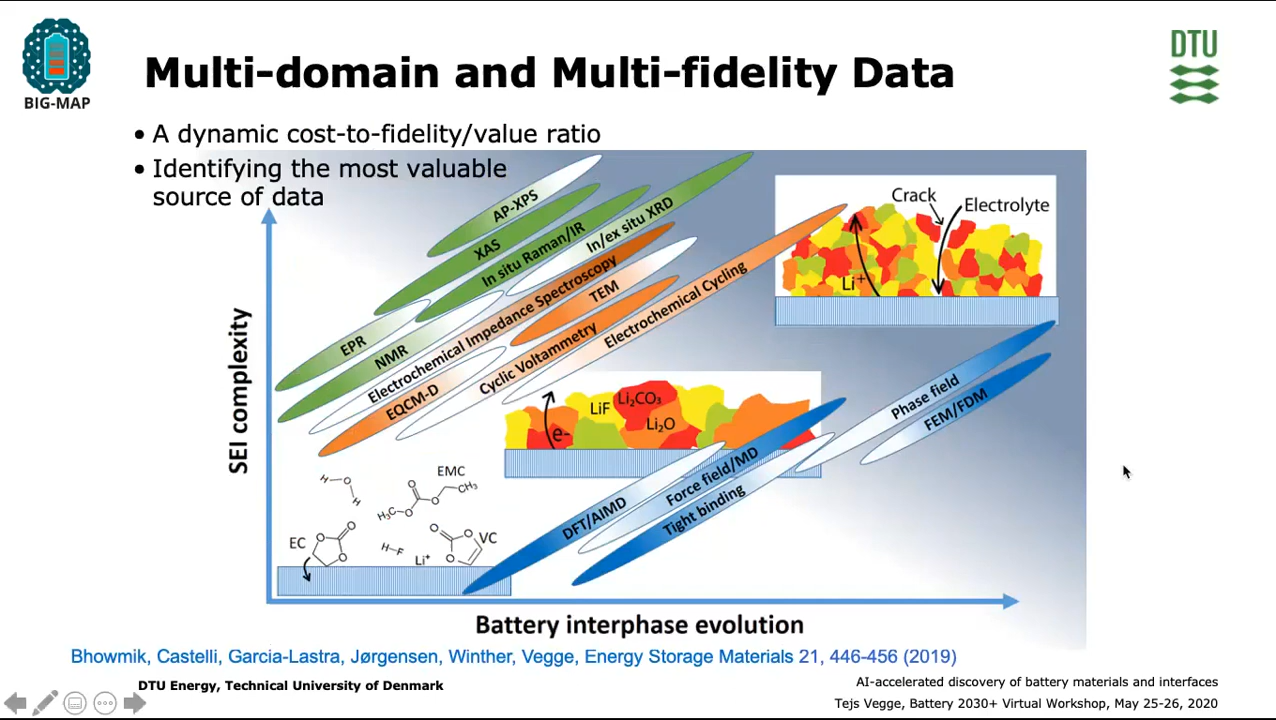 BIG-MAP
DTU
Multi-domain and Multi-fidelity Data
• A dynamic cost-to-fidelity/value ratio
• Identifying the most valuable
source of data
AP-XPS
XAS
In situ Raman/IR
In/ex situ XRD
EPR
NMR
Electrochemical Impedance Spectroscopy
TEM
EQCM-D
Cyclic Voltammetry
Electrochemical Cycling
Crack
Electrolyte
Li⁺
SEI complexity
LiF
Li₂CO₃
Li₂O
e-
Phase field
FEM/FDM
DFT/AIMD
Force field/MD
Tight binding
H
O
H
EMC
O
O
CH₃
H₃C
O
EC
O
O
O
H
F
Li⁺
O
O
O
VC
Battery interphase evolution
Bhowmik, Castelli, Garcia-Lastra, Jørgensen, Winther, Vegge, Energy Storage Materials 21, 446-456 (2019)
DTU Energy, Technical University of Denmark
AI-accelerated discovery of battery materials and interfaces
Tejs Vegge, Battery 2030+ Virtual Workshop, May 25-26, 2020